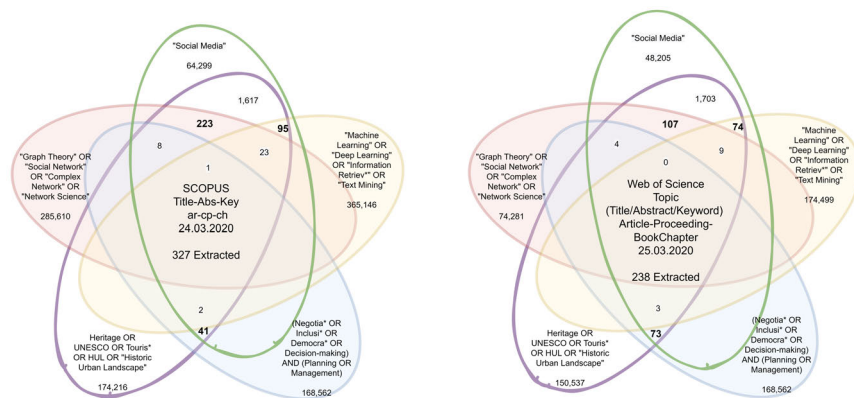 "Social Media"
64,299
1,617
223
95
8
23
1
"Graph Theory" OR
"Social Network"
OR "Complex
Network" OR
"Network Science"
285,610
"Machine
Learning" OR
"Deep Learning"
OR "Information
Retriev*" OR
"Text Mining"
365,146
SCOPUS
Title-Abs-Key
ar-cp-ch
24.03.2020
327 Extracted
2
41
Heritage OR
UNESCO OR Touris*
OR HUL OR "Historic
Urban Landscape"
174,216
(Negotia* OR
Inclusi* OR
Democra* OR
Decision-making)
AND (Planning OR
Management)
168,562
"Social Media"
48,205
1,703
107
74
4
9
0
"Graph Theory" OR
"Social Network"
OR "Complex
Network" OR
"Network Science"
74,281
"Machine
Learning" OR
"Deep Learning"
OR "Information
Retriev*" OR
"Text Mining"
174,499
Web of Science
Topic
(Title/Abstract/Keyword)
Article-Proceeding-
BookChapter
25.03.2020
238 Extracted
3
73
Heritage OR
UNESCO OR Touris*
OR HUL OR "Historic
Urban Landscape"
150,537
(Negotia* OR
Inclusi* OR
Democra* OR
Decision-making)
AND (Planning OR
Management)
168,562